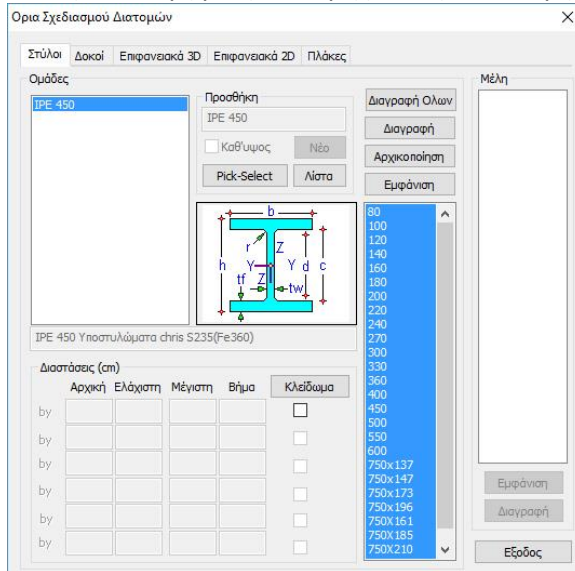 Ορια Σχεδιασμού Διατομών
Στύλοι Δοκοί Επιφανειακά 3D Επιφανειακά 2D Πλάκες
Ομάδες
IPE 450
Προσθήκη
IPE 450
Καθ'υψος Νέο
Pick-Select Λίστα
Διαγραφή Ολων
Διαγραφή
Αρχικοποίηση
Εμφάνιση
Μέλη
b
r Z
h Y Y d c
tf Z tw
80
100
120
140
160
180
200
220
240
270
300
330
360
400
450
500
550
600
750x137
750x147
750x173
750x196
750X161
750X185
750X210
IPE 450 Υποστυλώματα chris S235(Fe360)
Διαστάσεις (cm)
Αρχική Ελάχιστη Μέγιστη Βήμα Κλείδωμα
by
by
by
by
by
by
Εμφάνιση
Διαγραφή
Εξοδος